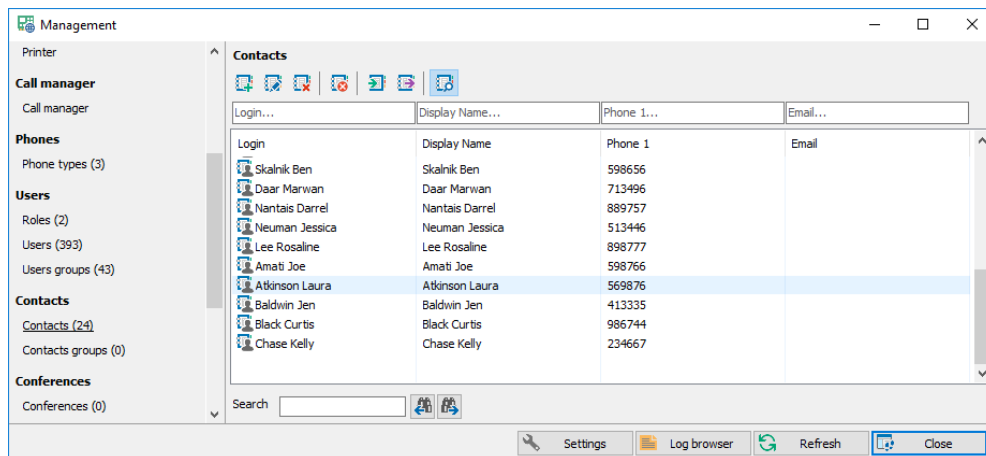 Management
Printer
Call manager
Call manager
Phones
Phone types (3)
Users
Roles (2)
Users (393)
Users groups (43)
Contacts
Contacts (24)
Contacts groups (0)
Conferences
Conferences (0)
Contacts
Login... Display Name... Phone 1... Email...
Login Display Name Phone 1 Email
Skalnik Ben Skalnik Ben 598656
Daar Marwan Daar Marwan 713496
Nantais Darrel Nantais Darrel 889757
Neuman Jessica Neuman Jessica 513446
Lee Rosaline Lee Rosaline 898777
Amati Joe Amati Joe 598766
Atkinson Laura Atkinson Laura 569876
Baldwin Jen Baldwin Jen 413335
Black Curtis Black Curtis 986744
Chase Kelly Chase Kelly 234667
Search
Settings Log browser Refresh Close